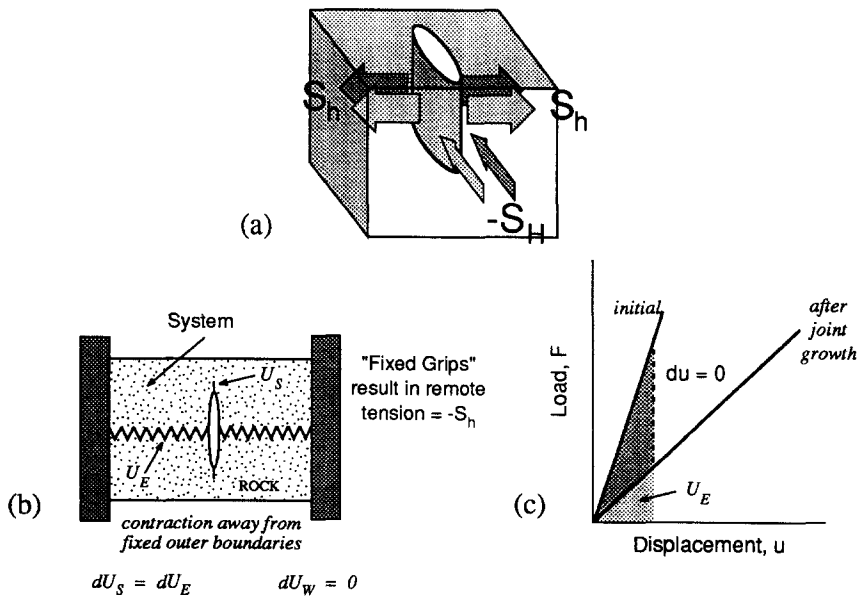 S_h
S_h
-S_H
(a)
System
U_S
U_E
ROCK
"Fixed Grips"
result in remote
tension = -S_h
(b)
contraction away from
fixed outer boundaries
dU_S = dU_E
dU_W = 0
Load, F
initial
after
joint
growth
du = 0
U_E
(c)
Displacement, u